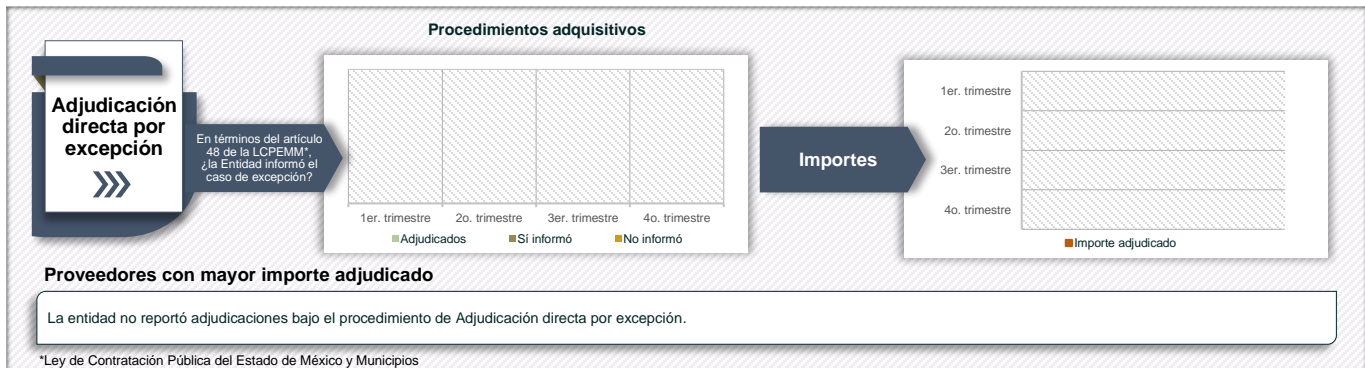 Procedimientos adquisitivos
Adjudicación
directa por
excepción
En términos del artículo
48 de la LCPEMM*,
¿la Entidad informó el
caso de excepción?
1er. trimestre 2o. trimestre 3er. trimestre 4o. trimestre
Adjudicados Sí informó No informó
Importes
1er. trimestre
2o. trimestre
3er. trimestre
4o. trimestre
Importe adjudicado
Proveedores con mayor importe adjudicado
La entidad no reportó adjudicaciones bajo el procedimiento de Adjudicación directa por excepción.
*Ley de Contratación Pública del Estado de México y Municipios